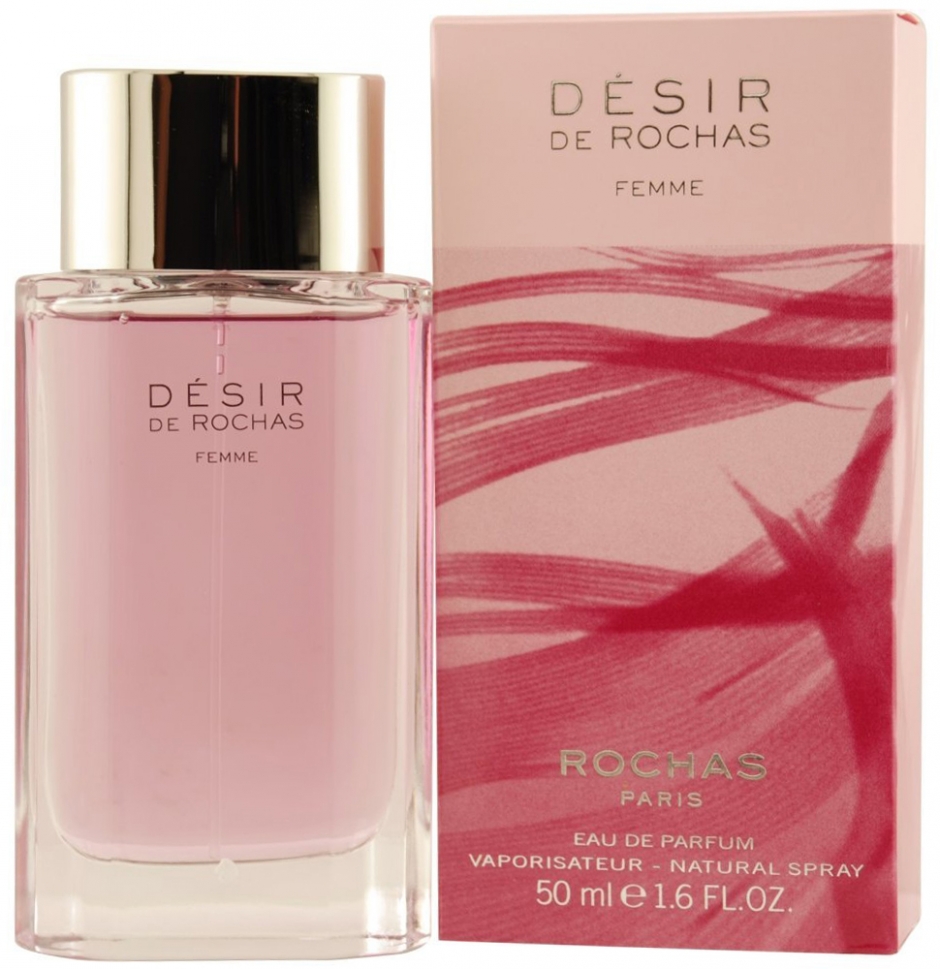 DÉSIR
DE ROCHAS
FEMME
DÉSIR
DE ROCHAS
FEMME
ROCHAS
PARIS
EAU DE PARFUM
VAPORISATEUR - NATURAL SPRAY
50 ml e 1.6 FL.OZ.